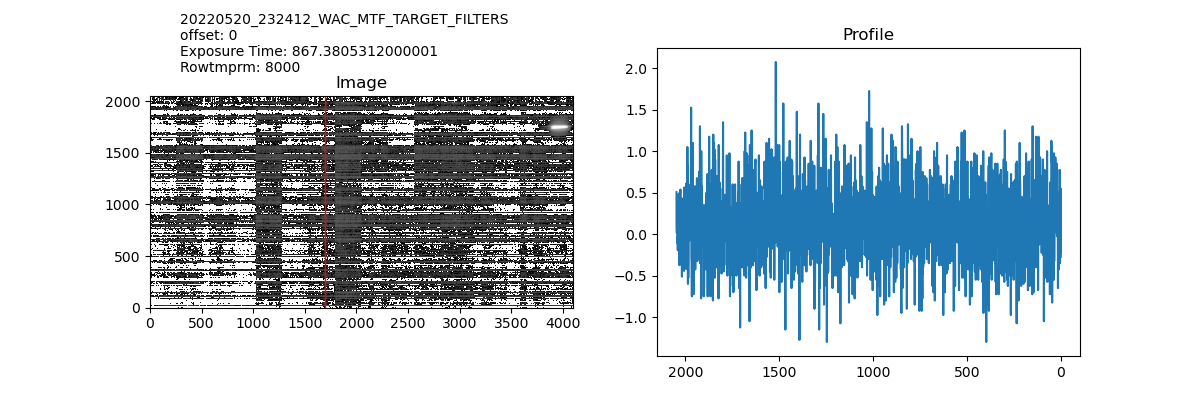 20220520_232412_WAC_MTF_TARGET_FILTERS
offset: 0
Exposure Time: 867.3805312000001
Rowtmprm: 8000
Image
2000
1500
1000
500
0
0 500 1000 1500 2000 2500 3000 3500 4000
Profile
2.0
1.5
1.0
0.5
0.0
−0.5
−1.0
2000 1500 1000 500 0